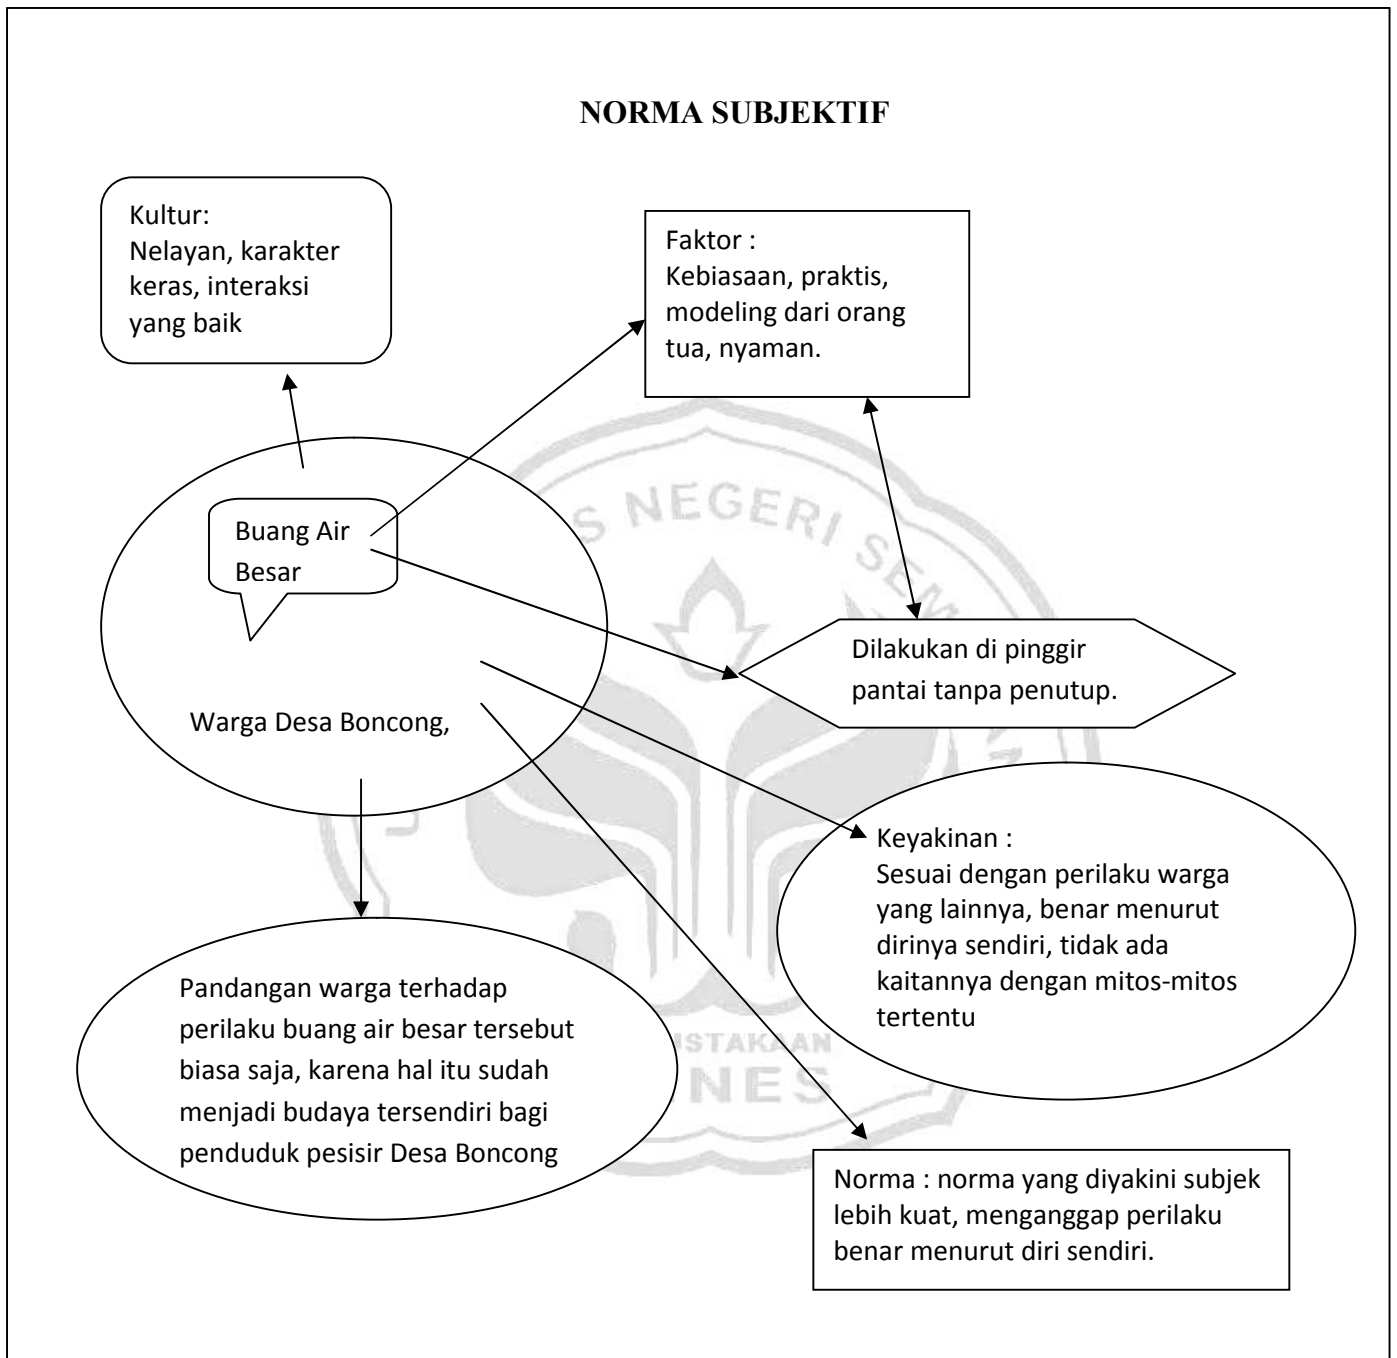 NORMA SUBJEKTIF
Kultur:
Nelayan, karakter
keras, interaksi
yang baik
Faktor :
Kebiasaan, praktis,
modeling dari orang
tua, nyaman.
S NEGERI SEM
Buang Air
Besar
Dilakukan di pinggir
pantai tanpa penutup.
Warga Desa Boncong,
Keyakinan :
Sesuai dengan perilaku warga
yang lainnya, benar menurut
dirinya sendiri, tidak ada
kaitannya dengan mitos-mitos
tertentu
Pandangan warga terhadap
perilaku buang air besar tersebut
biasa saja, karena hal itu sudah
menjadi budaya tersendiri bagi
penduduk pesisir Desa Boncong
STAKAAN
NES
Norma : norma yang diyakini subjek
lebih kuat, menganggap perilaku
benar menurut diri sendiri.